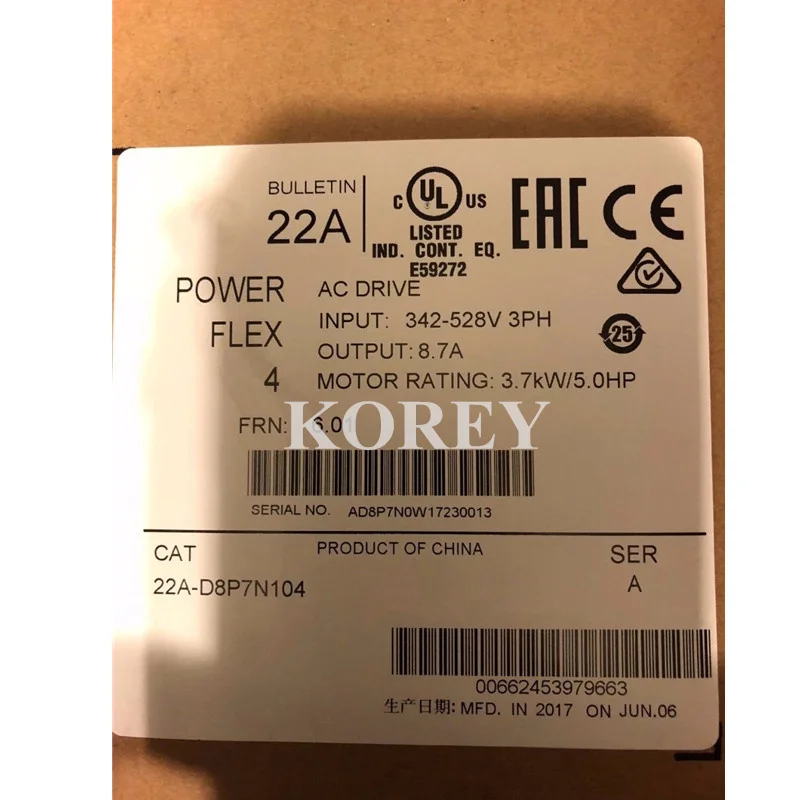 BULLETIN
22A
C UL US
LISTED
IND. CONT. EQ.
E59272
EAC CE
25
POWER
FLEX
4
AC DRIVE
INPUT: 342-528V 3PH
OUTPUT: 8.7A
MOTOR RATING: 3.7kW/5.0HP
FRN: 6.01
KOREY
SERIAL NO. AD8P7N0W17230013
CAT
PRODUCT OF CHINA
SER
22A-D8P7N104
A
00662453979663
生产日期: MFD. IN 2017 ON JUN.06